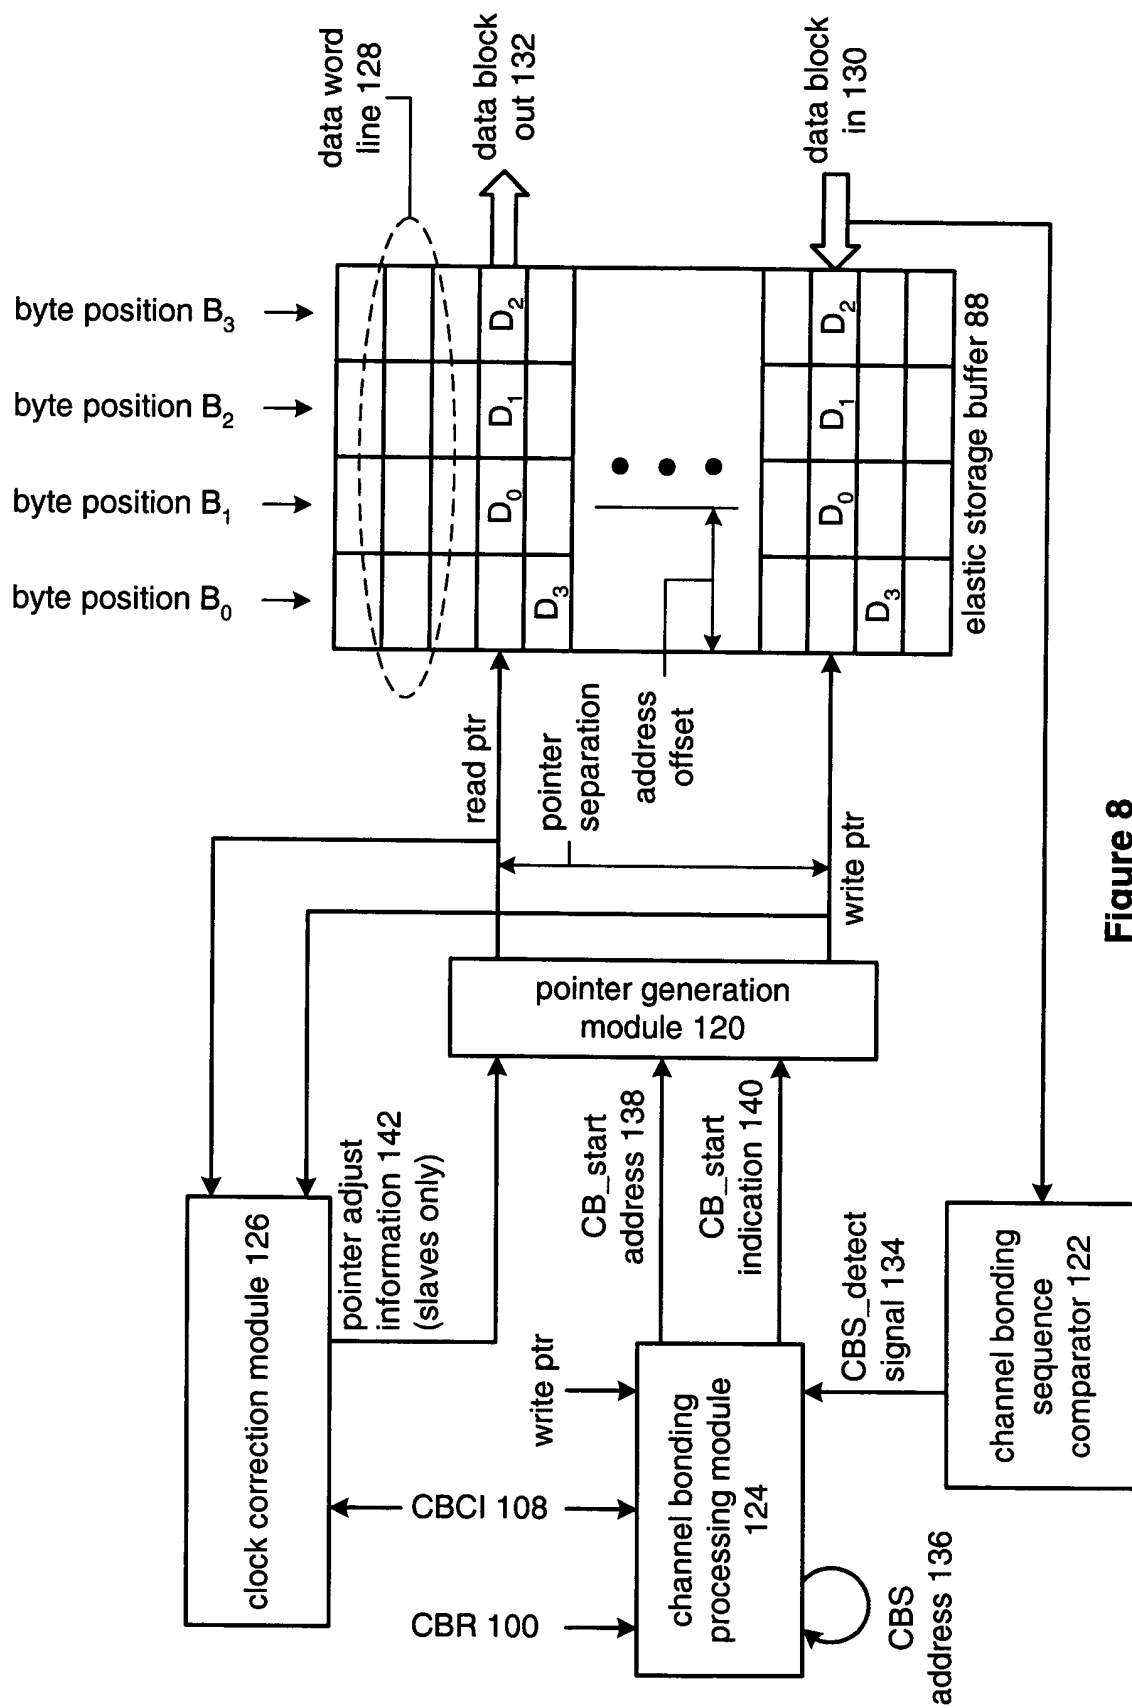 byte position B₃
byte position B₂
byte position B₁
byte position B₀
data word
line 128
data block
out 132
data block
in 130
D₂
D₁
D₀
D₃
D₂
D₁
D₀
D₃
elastic storage buffer 88
read ptr
pointer
separation
address
offset
write ptr
pointer generation
module 120
clock correction module 126
pointer adjust
information 142
(slaves only)
CB_start
address 138
CB_start
indication 140
write ptr
CBCI 108
CBR 100
channel bonding
processing module
124
CBS_detect
signal 134
CBS
address 136
channel bonding
sequence
comparator 122
Figure 8